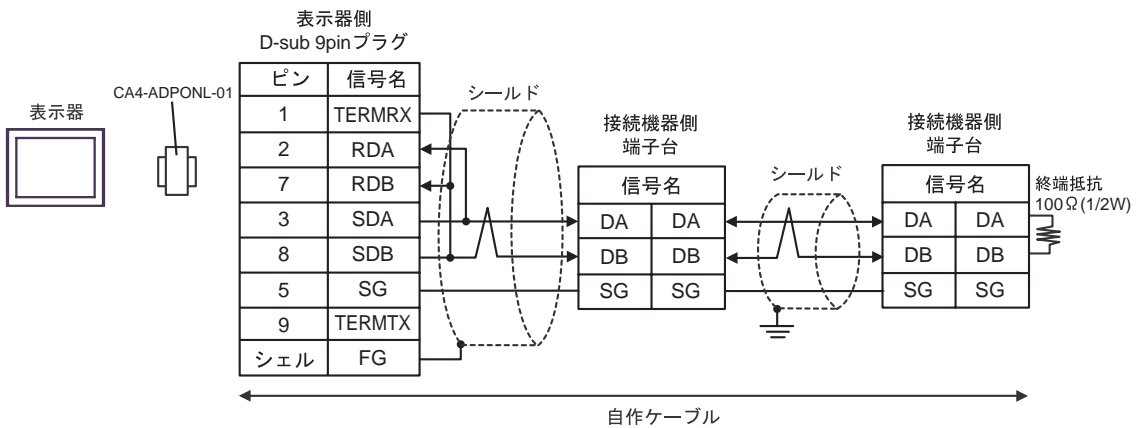 表示器側
D-sub 9pinプラグ
表示器
CA4-ADPONL-01
ピン 信号名
1 TERMRX
2 RDA
7 RDB
3 SDA
8 SDB
5 SG
9 TERMTX
シェル FG
シールド
接続機器側
端子台
信号名
DA DA
DB DB
SG SG
シールド
接続機器側
端子台
信号名
DA DA
DB DB
SG SG
終端抵抗
100Ω(1/2W)
自作ケーブル